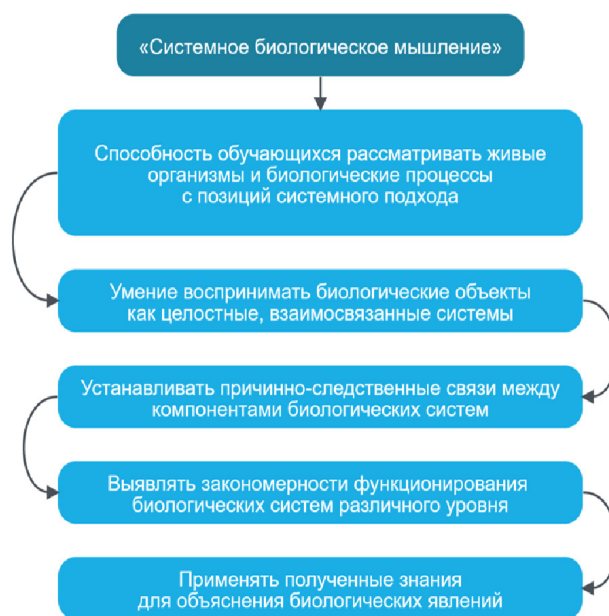 «Системное биологическое мышление»
Способность обучающихся рассматривать живые
организмы и биологические процессы
с позиций системного подхода
Умение воспринимать биологические объекты
как целостные, взаимосвязанные системы
Устанавливать причинно-следственные связи между
компонентами биологических систем
Выявлять закономерности функционирования
биологических систем различного уровня
Применять полученные знания
для объяснения биологических явлений